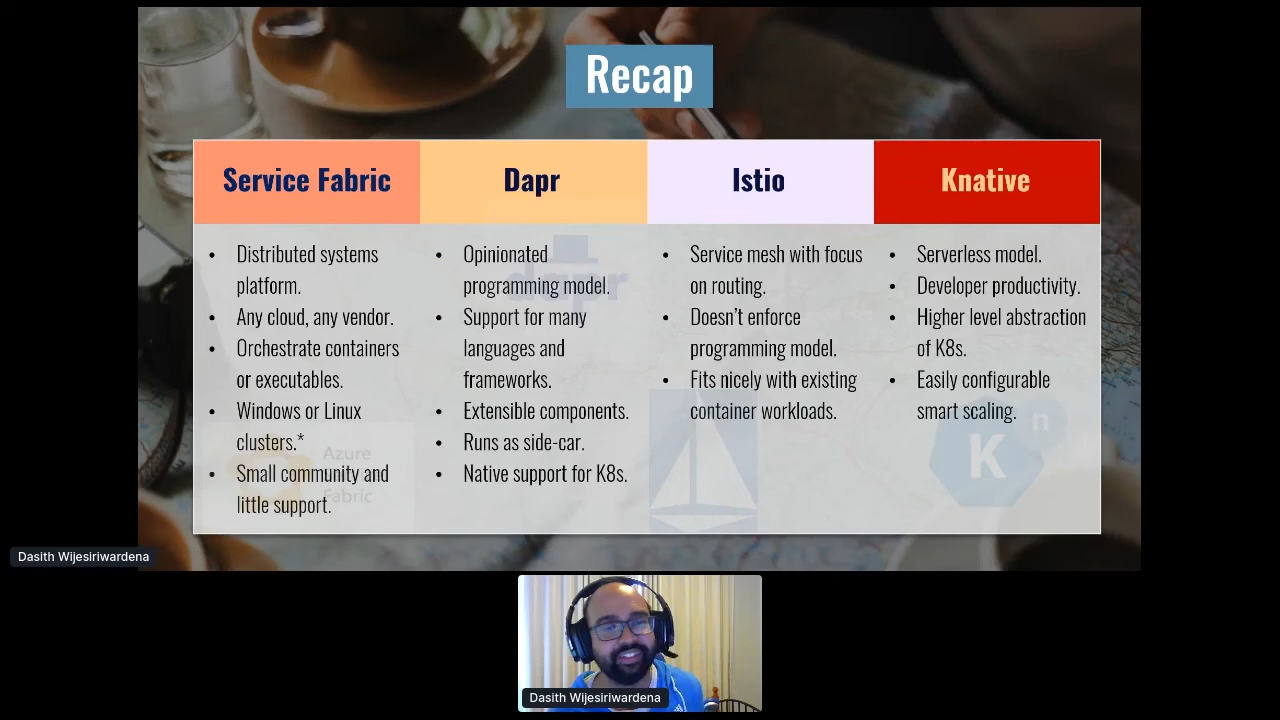 Recap
Service Fabric
Dapr
Istio
Knative
• Distributed systems
platform.
• Any cloud, any vendor.
• Orchestrate containers
or executables.
• Windows or Linux
clusters.*
• Small community and
little support.
• Opinionated
programming model.
• Support for many
languages and
frameworks.
• Extensible components.
• Runs as side-car.
• Native support for K8s.
• Service mesh with focus
on routing.
• Doesn't enforce
programming model.
• Fits nicely with existing
container workloads.
• Serverless model.
• Developer productivity.
• Higher level abstraction
of K8s.
• Easily configurable
smart scaling.
Azure
Fabric
dapr
K
n
Dasith Wijesiriwardena
Dasith Wijesiriwardena